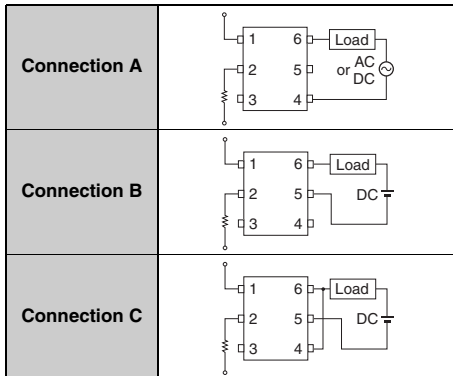 Connection A
1 6 Load
2 5 or AC DC
3 4
Connection B
1 6 Load
2 5 DC
3 4
Connection C
1 6 Load
2 5 DC
3 4